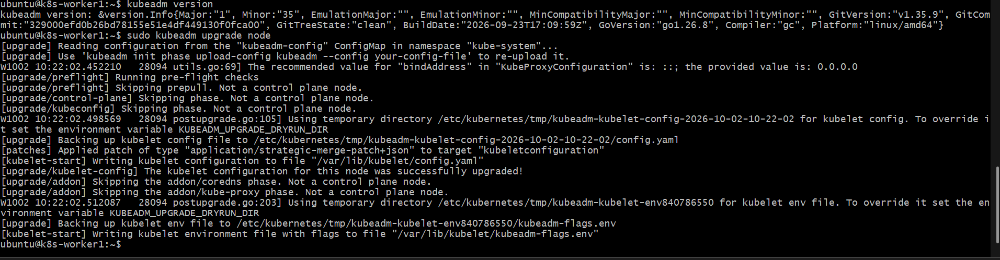 ubuntu@k8s-worker1:~$ kubeadm version
kubeadm version: &version.Info{Major:"1", Minor:"35", EmulationMajor:"", EmulationMinor:"", MinCompatibilityMajor:"", MinCompatibilityMinor:"", GitVersion:"v1.35.9", GitCom
mit:"329000efd0b26bd78155e51e4df449130f0fca00", GitTreeState:"clean", BuildDate:"2026-09-23T17:09:59Z", GoVersion:"go1.26.8", Compiler:"gc", Platform:"linux/amd64"}
ubuntu@k8s-worker1:~$ sudo kubeadm upgrade node
[upgrade] Reading configuration from the "kubeadm-config" ConfigMap in namespace "kube-system"...
[upgrade] Use 'kubeadm init phase upload-config kubeadm --config your-config-file' to re-upload it.
W1002 10:22:02.452210   28094 utils.go:69] The recommended value for "bindAddress" in "KubeProxyConfiguration" is: ::; the provided value is: 0.0.0.0
[upgrade/preflight] Running pre-flight checks
[upgrade/preflight] Skipping prepull. Not a control plane node.
[upgrade/control-plane] Skipping phase. Not a control plane node.
[upgrade/kubeconfig] Skipping phase. Not a control plane node.
W1002 10:22:02.498569   28094 postupgrade.go:105] Using temporary directory /etc/kubernetes/tmp/kubeadm-kubelet-config-2026-10-02-10-22-02 for kubelet config. To override i
t set the environment variable KUBEADM_UPGRADE_DRYRUN_DIR
[upgrade] Backing up kubelet config file to /etc/kubernetes/tmp/kubeadm-kubelet-config-2026-10-02-10-22-02/config.yaml
[patches] Applied patch of type "application/strategic-merge-patch+json" to target "kubeletconfiguration"
[kubelet-start] Writing kubelet configuration to file "/var/lib/kubelet/config.yaml"
[upgrade/kubelet-config] The kubelet configuration for this node was successfully upgraded!
[upgrade/addon] Skipping the addon/coredns phase. Not a control plane node.
[upgrade/addon] Skipping the addon/kube-proxy phase. Not a control plane node.
W1002 10:22:02.512087   28094 postupgrade.go:203] Using temporary directory /etc/kubernetes/tmp/kubeadm-kubelet-env840786550 for kubelet env file. To override it set the en
vironment variable KUBEADM_UPGRADE_DRYRUN_DIR
[upgrade] Backing up kubelet env file to /etc/kubernetes/tmp/kubeadm-kubelet-env840786550/kubeadm-flags.env
[kubelet-start] Writing kubelet environment file with flags to file "/var/lib/kubelet/kubeadm-flags.env"
ubuntu@k8s-worker1:~$